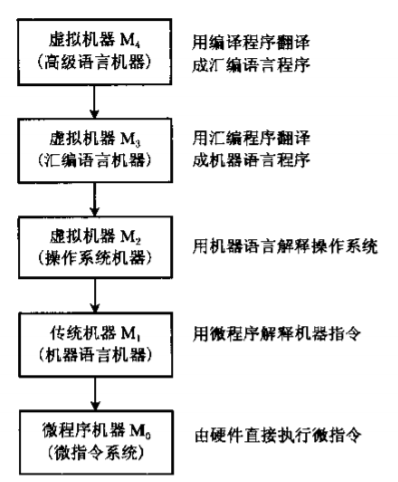 虚拟机器 M₄
(高级语言机器)
用编译程序翻译
成汇编语言程序
虚拟机器 M₃
(汇编语言机器)
用汇编程序翻译
成机器语言程序
虚拟机器 M₂
(操作系统机器)
用机器语言解释操作系统
传统机器 M₁
(机器语言机器)
用微程序解释机器指令
微程序机器 M₀
(微指令系统)
由硬件直接执行微指令